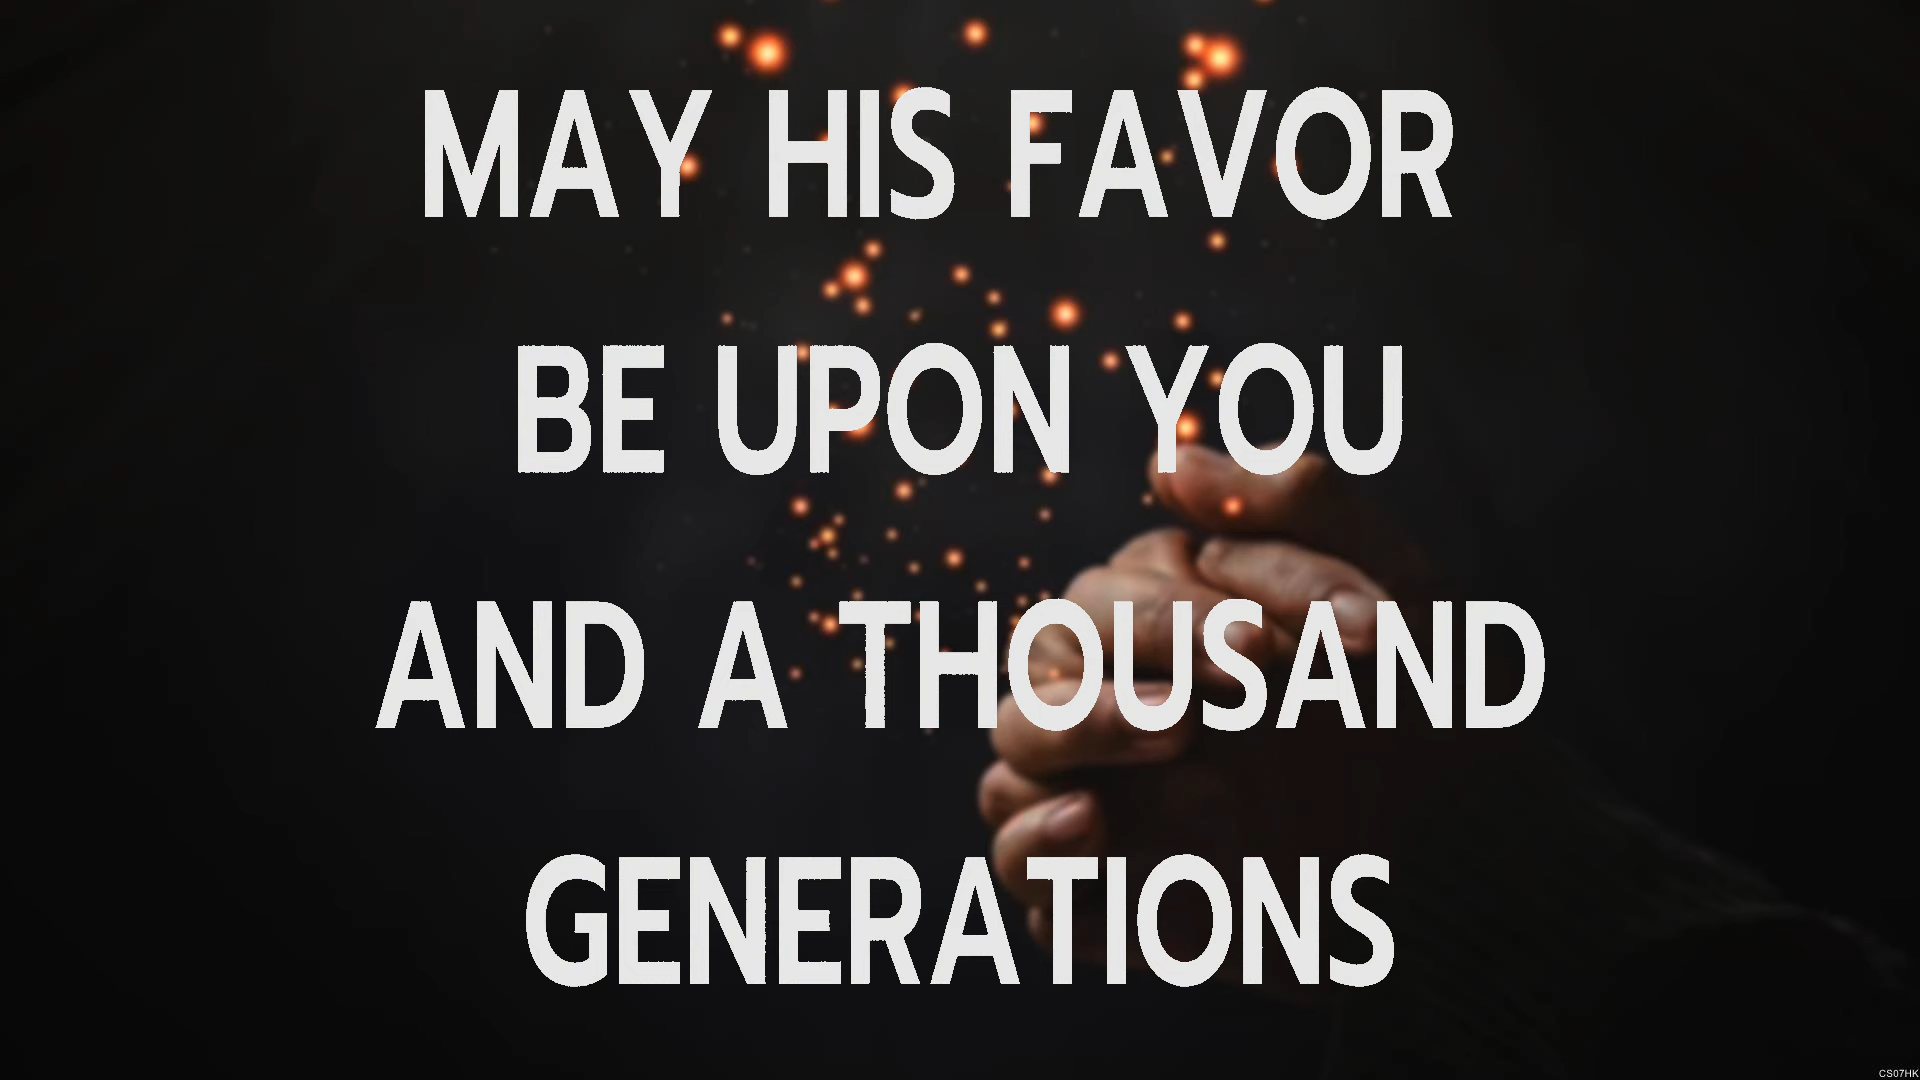 MAY HIS FAVOR
BE UPON YOU
AND A THOUSAND
GENERATIONS
CS07HK